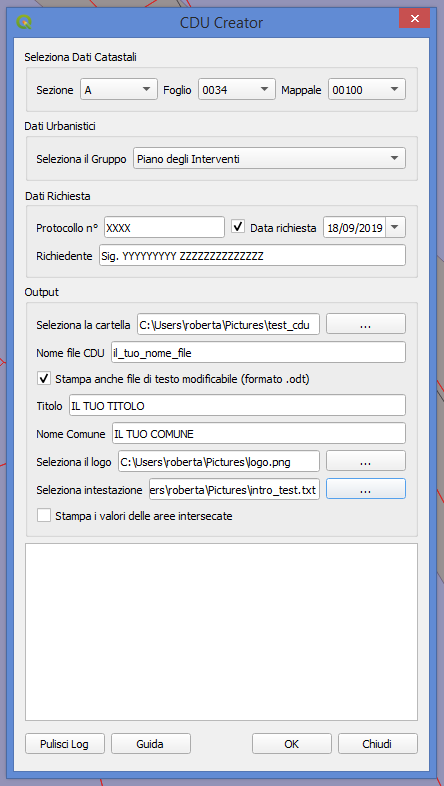 CDU Creator
Seleziona Dati Catastali
Sezione A Foglio 0034 Mappale 00100
Dati Urbanistici
Seleziona il Gruppo Piano degli Interventi
Dati Richiesta
Protocollo n° XXXX Data richiesta 18/09/2019
Richiedente Sig. YYYYYYYYY ZZZZZZZZZZZZZZ
Output
Seleziona la cartella C:\Users\roberta\Pictures\test_cdu ...
Nome file CDU il_tuo_nome_file
Stampa anche file di testo modificabile (formato .odt)
Titolo IL TUO TITOLO
Nome Comune IL TUO COMUNE
Seleziona il logo C:\Users\roberta\Pictures\logo.png ...
Seleziona intestazione ers\roberta\Pictures\intro_test.txt ...
Stampa i valori delle aree intersecate
Pulisci Log Guida OK Chiudi